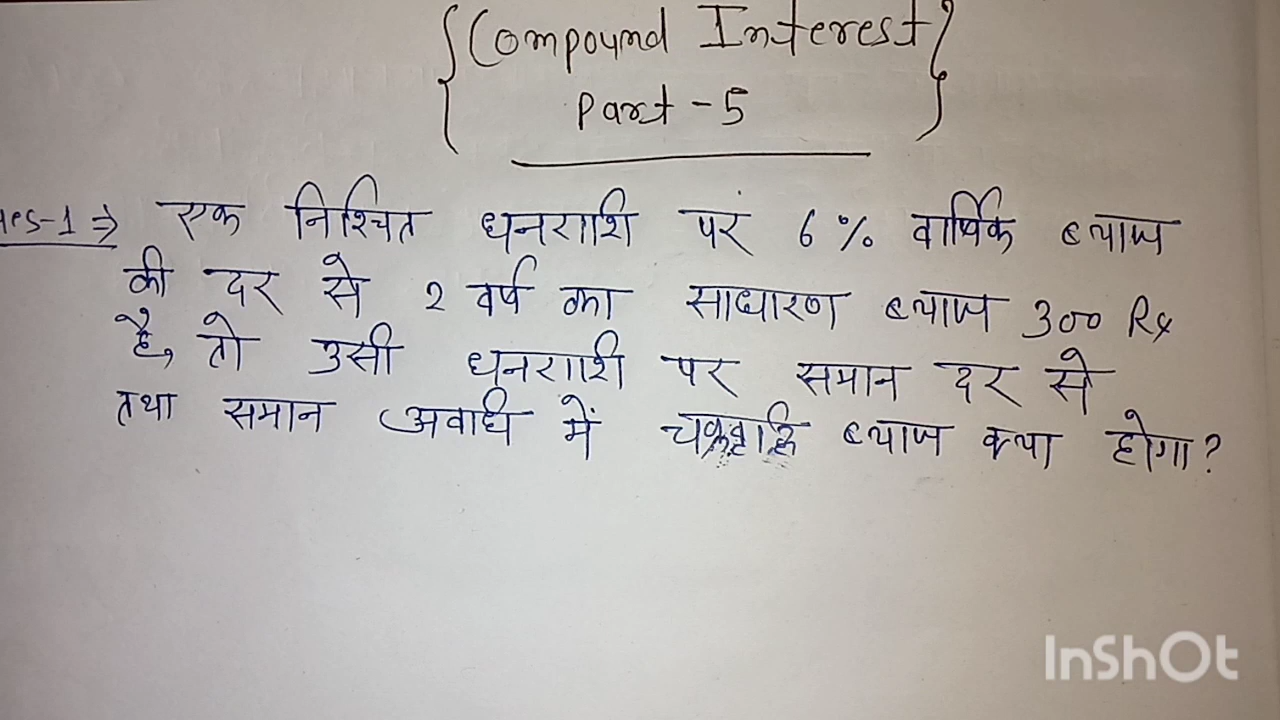 {Compound Interest}
Part - 5
ues-1 ⇒ एक निश्चित धनराशि पर 6% वार्षिक ब्याज
की दर से 2 वर्ष का साधारण ब्याज 300 Rs
है, तो उसी धनराशि पर समान दर से
तथा समान अवधि में चक्रवृद्धि ब्याज क्या होगा?
InShOt